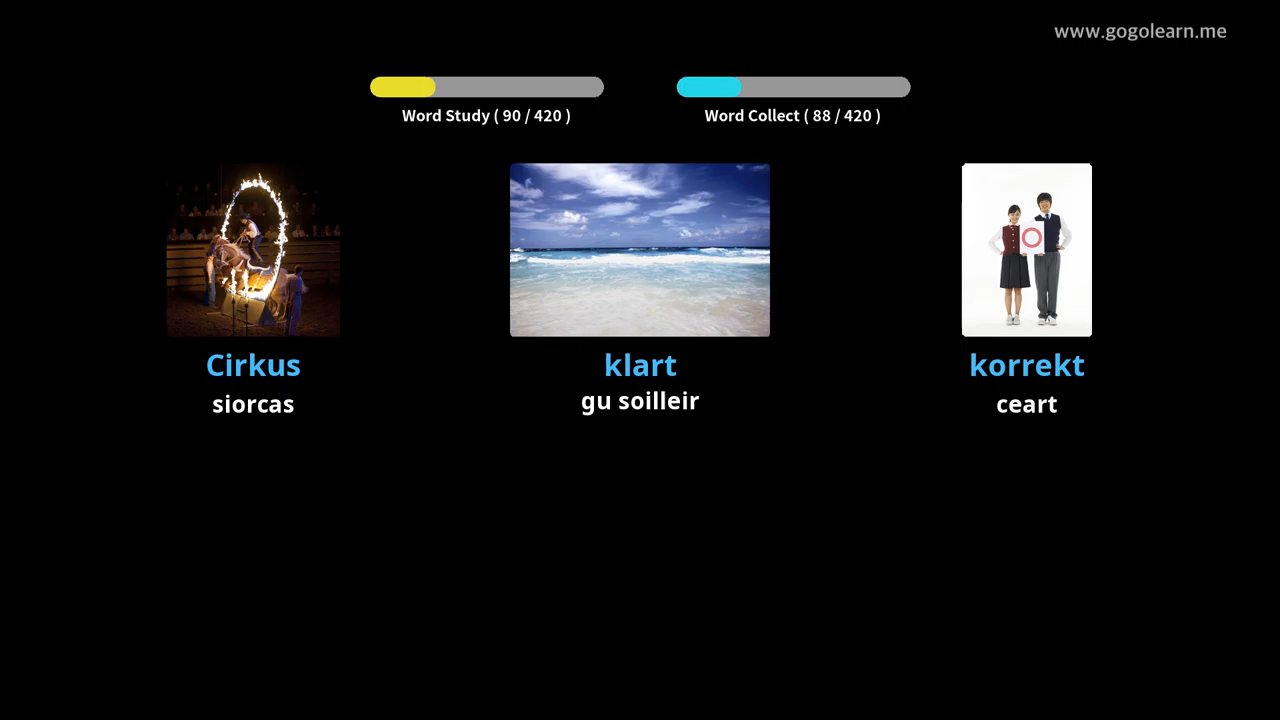 www.gogolearn.me
Word Study ( 90 / 420 )
Word Collect ( 88 / 420 )
Cirkus
siorcas
klart
gu soilleir
korrekt
ceart